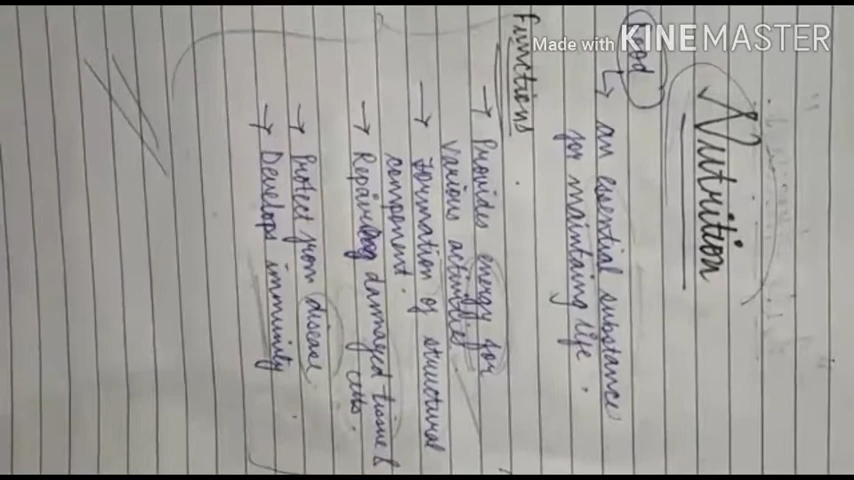 Made with KINEMASTER
Nutrition
Food
↳ an essential substance
for maintaing life.
Functions
→ Provides energy for
various activities
→ Formation of structural
component.
→ Repairing damaged tissue &
cells.
→ Protect from disease
→ Develops immunity